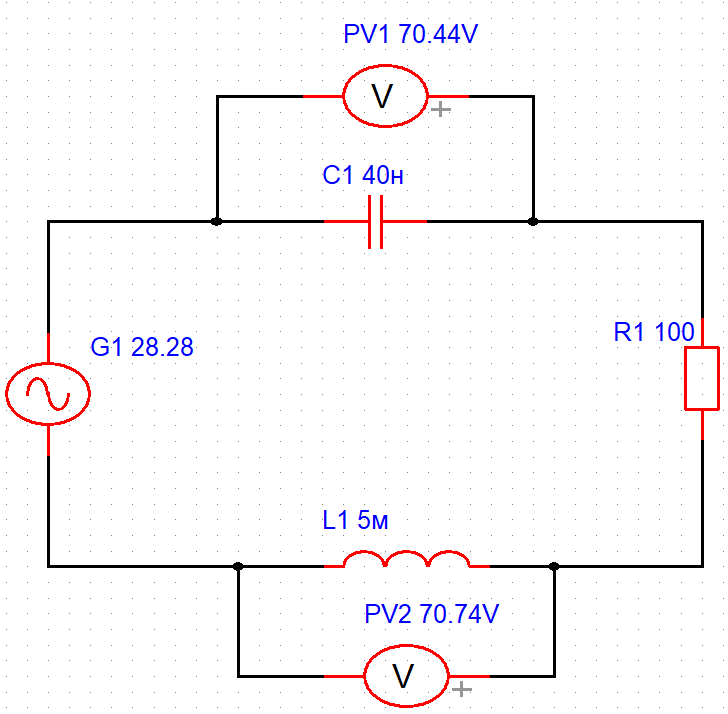 PV1 70.44V
V
C1 40н
G1 28.28
R1 100
L1 5м
PV2 70.74V
V